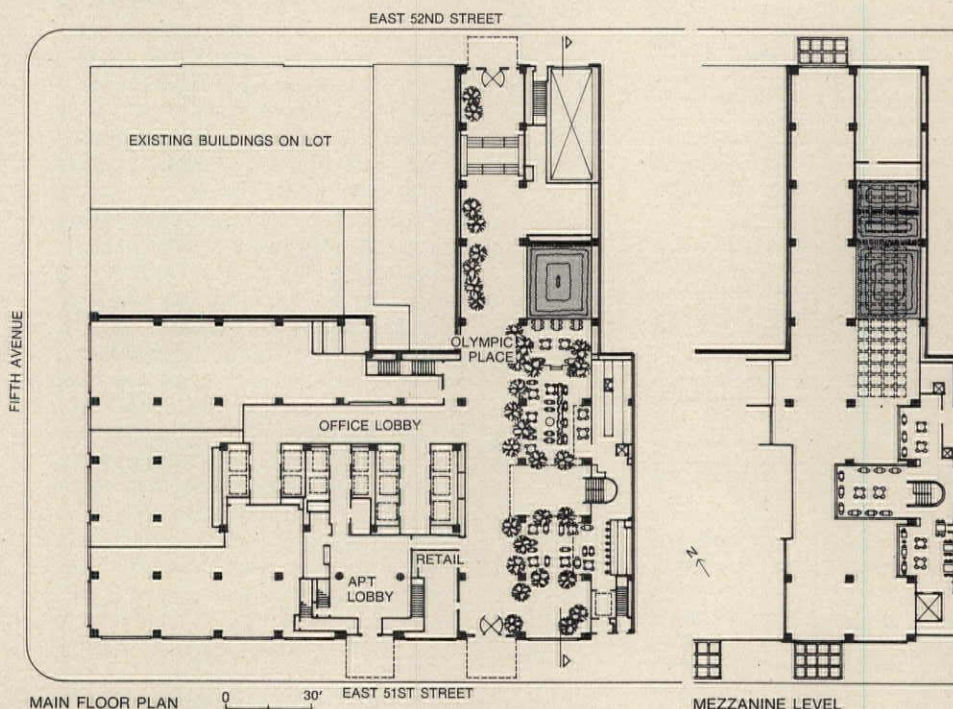 EAST 52ND STREET
EXISTING BUILDINGS ON LOT
FIFTH AVENUE
OLYMPIC
PLACE
OFFICE LOBBY
RETAIL
APT
LOBBY
N
MAIN FLOOR PLAN
0 30'
EAST 51ST STREET
MEZZANINE LEVEL